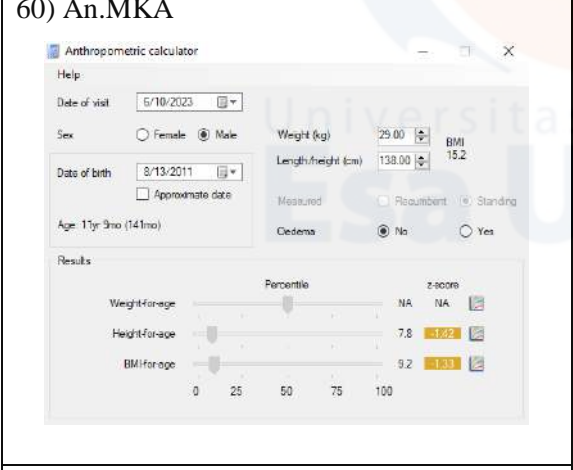 60) An.MKA
Anthropometric calculator
Help
Date of visit 6/10/2023
Sex Female Male Weight (kg) 29.00 BMI
Date of birth 8/13/2011 Length/height (cm) 138.00 15.2
Approximate date Measured Recumbent Standing
Age: 11yr 9mo (141mo) Oedema No Yes
Results
Percentile z-score
Weight-for-age NA NA
Height-for-age 7.8 -1.42
BMI-for-age 9.2 -1.33
0 25 50 75 100
Universita
Esa U